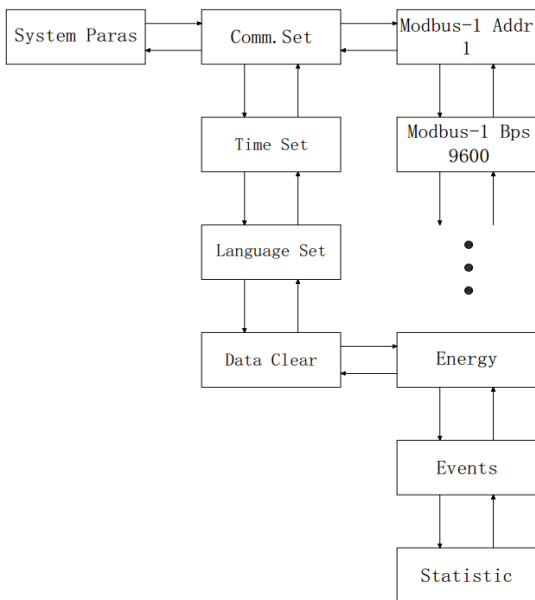 System Paras
Comm.Set
Modbus-1 Addr
1
Time Set
Modbus-1 Bps
9600
Language Set
Data Clear
Energy
Events
Statistic